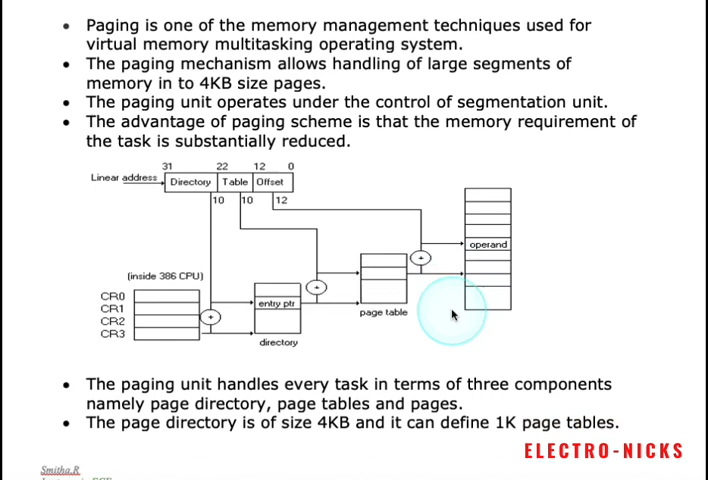 • Paging is one of the memory management techniques used for
virtual memory multitasking operating system.
• The paging mechanism allows handling of large segments of
memory in to 4KB size pages.
• The paging unit operates under the control of segmentation unit.
• The advantage of paging scheme is that the memory requirement of
the task is substantially reduced.
31 22 12 0
Linear address Directory Table Offset
10 10 12
operand
(inside 386 CPU)
CR0
CR1
CR2
CR3
entry ptr
page table
directory
• The paging unit handles every task in terms of three components
namely page directory, page tables and pages.
• The page directory is of size 4KB and it can define 1K page tables.
ELECTRO-NICKS
Smitha.R